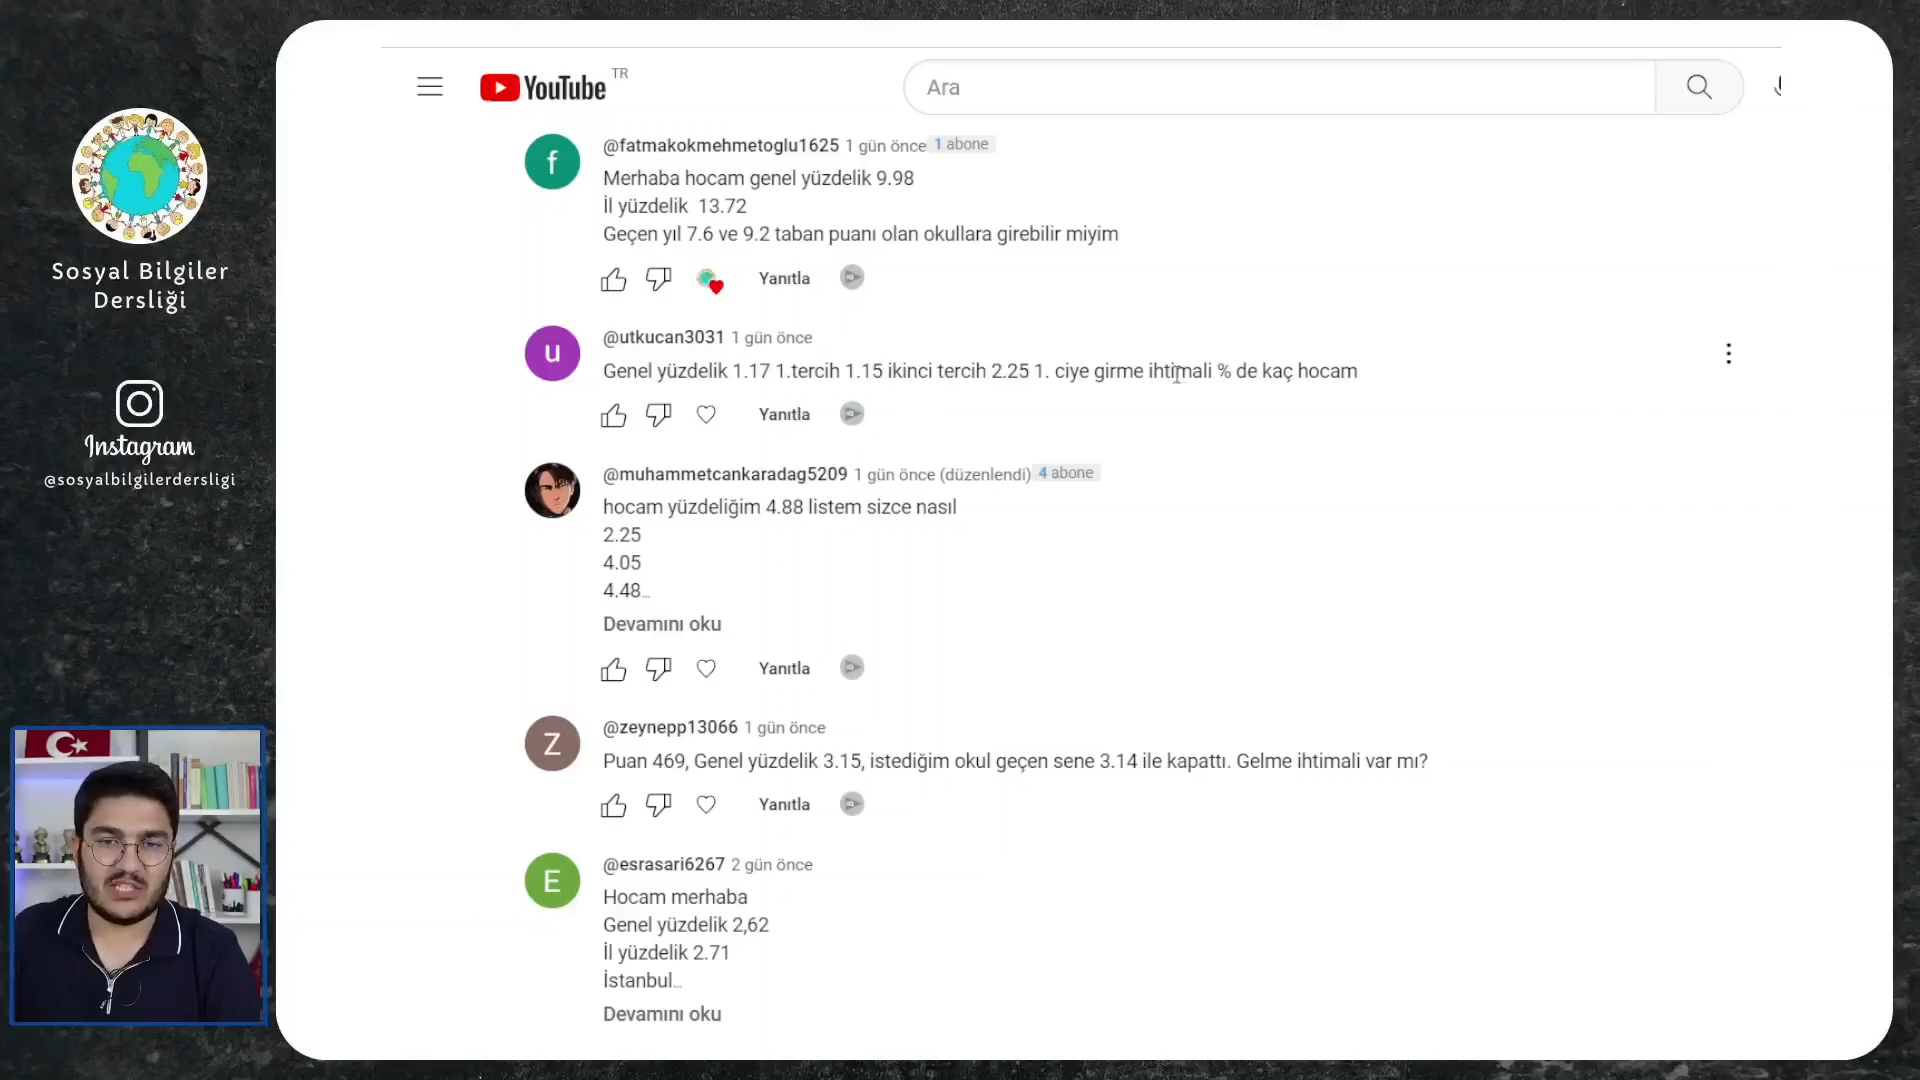 YouTube TR
Ara
Sosyal Bilgiler
Dersliği
Instagram
@sosyalbilgilerdersligi
@fatmakokmehmetoglu1625 1 gün önce 1 abone
Merhaba hocam genel yüzdelik 9.98
İl yüzdelik 13.72
Geçen yıl 7.6 ve 9.2 taban puanı olan okullara girebilir miyim
Yanıtla
@utkucan3031 1 gün önce
Genel yüzdelik 1.17 1.tercih 1.15 ikinci tercih 2.25 1. ciye girme ihtimali % de kaç hocam
Yanıtla
@muhammetcankaradag5209 1 gün önce (düzenlendi) 4 abone
hocam yüzdeliğim 4.88 listem sizce nasıl
2.25
4.05
4.48...
Devamını oku
Yanıtla
@zeynepp13066 1 gün önce
Puan 469, Genel yüzdelik 3.15, istediğim okul geçen sene 3.14 ile kapattı. Gelme ihtimali var mı?
Yanıtla
@esrasari6267 2 gün önce
Hocam merhaba
Genel yüzdelik 2,62
İl yüzdelik 2.71
İstanbul...
Devamını oku
f
u
Z
E